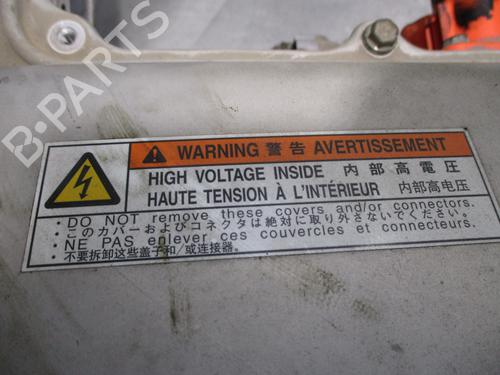 B-PARTS
WARNING 警告 AVERTISSEMENT
HIGH VOLTAGE INSIDE 内部高電圧
HAUTE TENSION À L'INTÉRIEUR 内部高电压
・DO NOT remove these covers and/or connectors.
このカバーおよびコネクタは絶対に取り外さないでください。
・NE PAS enlever ces couvercles et connecteurs.
・不要拆卸这些盖子和/或连接器。